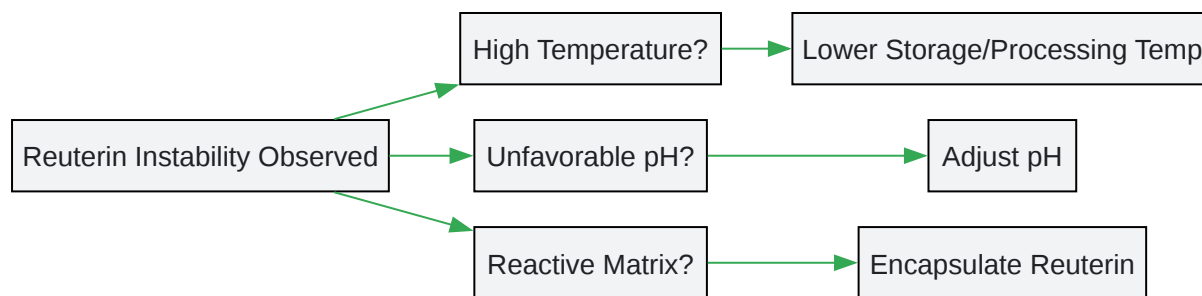 High Temperature?
Lower Storage/Processing Temp
Reuterin Instability Observed
Unfavorable pH?
Adjust pH
Reactive Matrix?
Encapsulate Reuterin